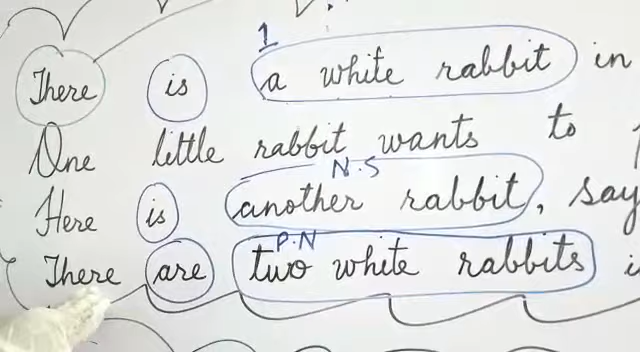 1
There is a white rabbit in
One little rabbit wants to
N.S
Here is another rabbit, say
P.N
There are two white rabbits